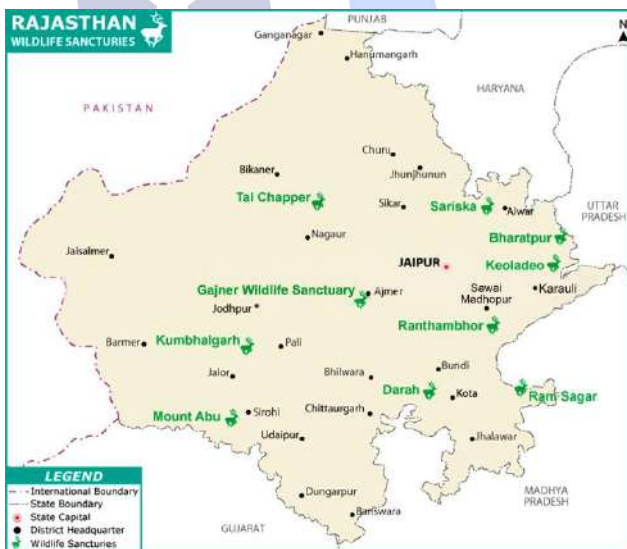 RAJASTHAN
WILDLIFE SANCTURIES
PUNJAB
N
Ganganagar
Hanumangarh
HARYANA
PAKISTAN
Churu
Jhunjhunun
Bikaner
Tal Chapper
Sikar
Sariska
Alwar
UTTAR
PRADESH
Nagaur
Bharatpur
Jaisalmer
JAIPUR
Keoladeo
Gajner Wildlife Sanctuary
Ajmer
Sawai
Madhopur
Karauli
Jodhpur
Ranthambhor
Barmer
Kumbhalgarh
Pali
Bundi
Jalor
Bhilwara
Darah
Kota
Ram Sagar
Mount Abu
Sirohi
Chittaurgarh
Udaipur
Jhalawar
LEGEND
International Boundary
State Boundary
State Capital
District Headquarter
Wildlife Sancturies
Dungarpur
Banswara
GUJARAT
MADHYA
PRADESH